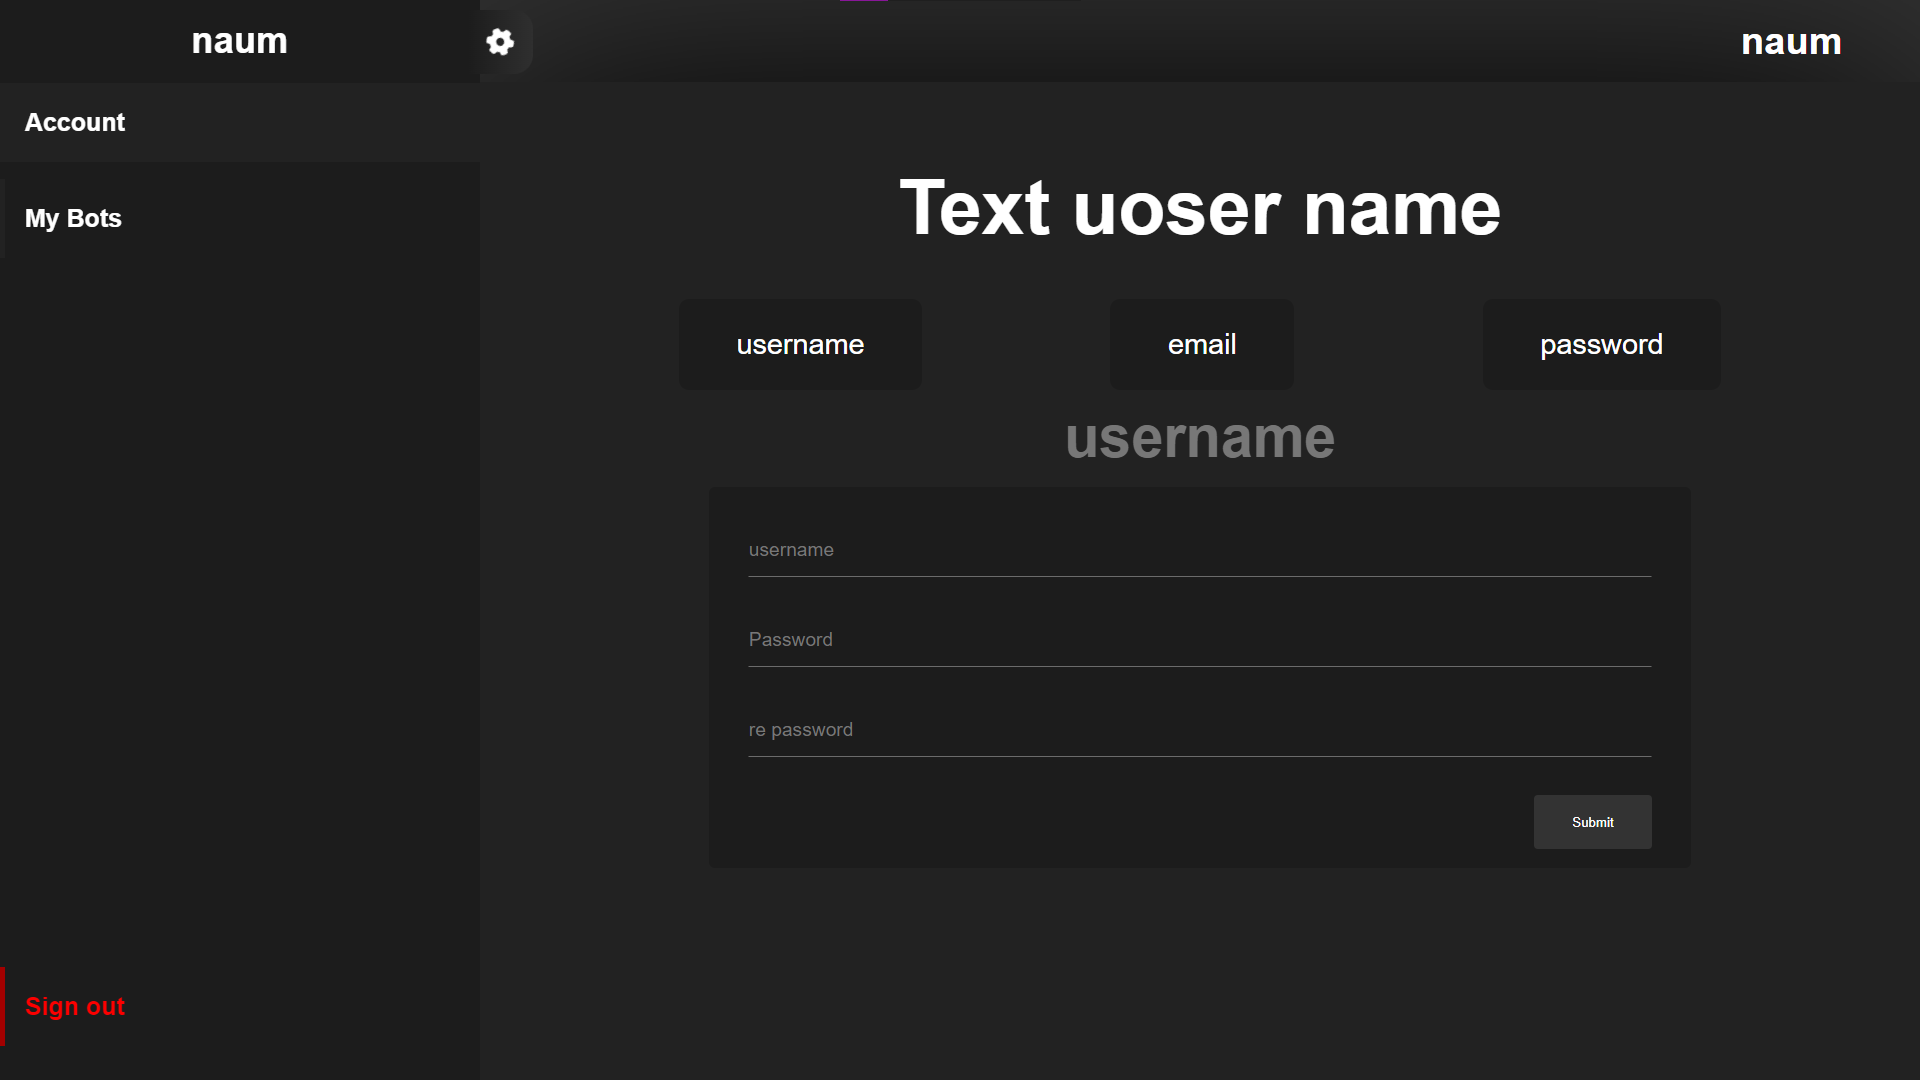 naum
naum
Account
My Bots
Sign out
Text uoser name
username
email
password
username
username
Password
re password
Submit